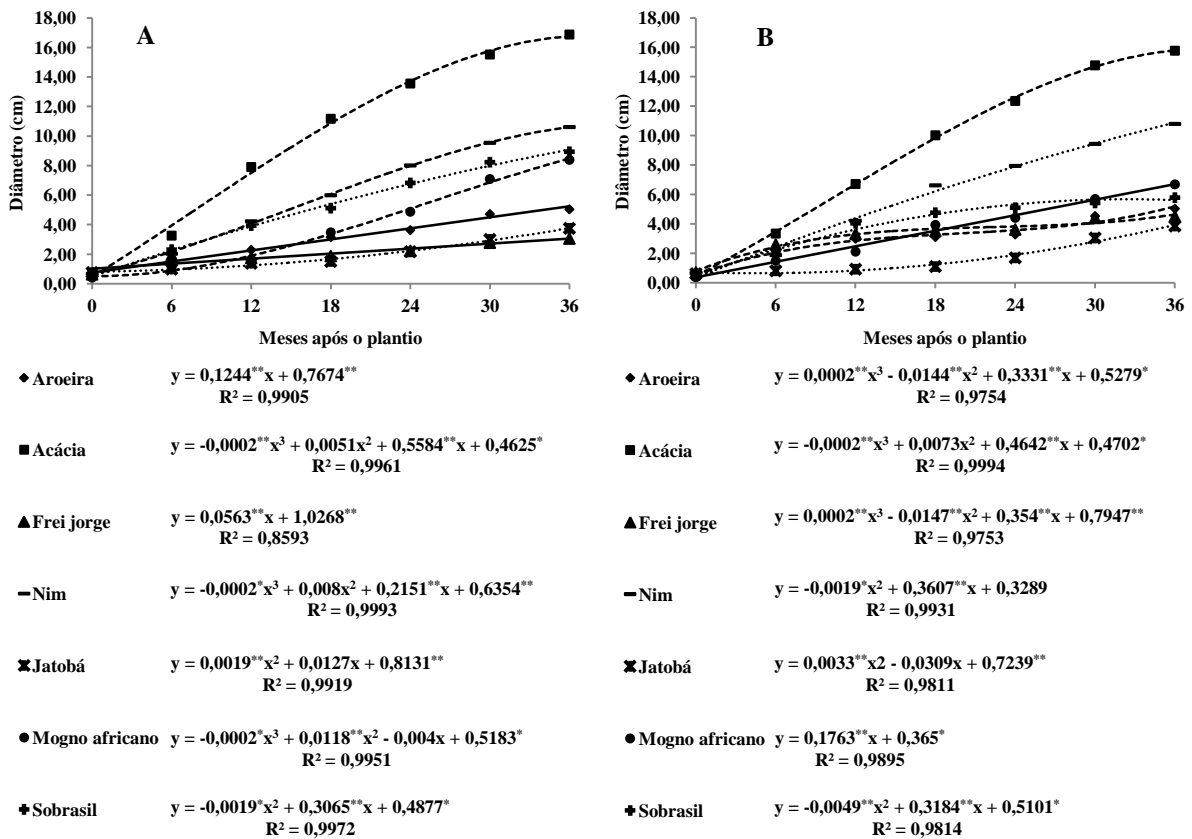 A
18,00
16,00
14,00
12,00
10,00
8,00
6,00
4,00
2,00
0,00
Diâmetro (cm)
0 6 12 18 24 30 36
Meses após o plantio
B
18,00
16,00
14,00
12,00
10,00
8,00
6,00
4,00
2,00
0,00
Diâmetro (cm)
0 6 12 18 24 30 36
Meses após o plantio
Aroeira y = 0,1244**x + 0,7674**
R² = 0,9905
Acácia y = -0,0002**x³ + 0,0051x² + 0,5584**x + 0,4625*
R² = 0,9961
Frei jorge y = 0,0563**x + 1,0268**
R² = 0,8593
Nim y = -0,0002*x³ + 0,008x² + 0,2151**x + 0,6354**
R² = 0,9993
Jatobá y = 0,0019**x² + 0,0127x + 0,8131**
R² = 0,9919
Mogno africano y = -0,0002*x³ + 0,0118**x² - 0,004x + 0,5183*
R² = 0,9951
Sobrasil y = -0,0019*x² + 0,3065**x + 0,4877*
R² = 0,9972
Aroeira y = 0,0002**x³ - 0,0144**x² + 0,3331**x + 0,5279*
R² = 0,9754
Acácia y = -0,0002**x³ + 0,0073x² + 0,4642**x + 0,4702*
R² = 0,9994
Frei jorge y = 0,0002**x³ - 0,0147**x² + 0,354**x + 0,7947**
R² = 0,9753
Nim y = -0,0019*x² + 0,3607**x + 0,3289
R² = 0,9931
Jatobá y = 0,0033**x2 - 0,0309x + 0,7239**
R² = 0,9811
Mogno africano y = 0,1763**x + 0,365*
R² = 0,9895
Sobrasil y = -0,0049**x² + 0,3184**x + 0,5101*
R² = 0,9814